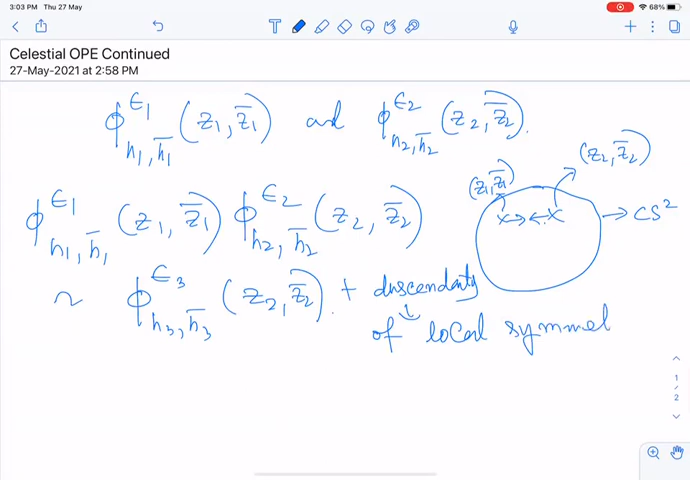 3:03 PM Thu 27 May
68%
T
Celestial OPE Continued
27-May-2021 at 2:58 PM
ϕ^{ε1}_{h1, h̄1} (z1, z̄1) and ϕ^{ε2}_{h2, h̄2} (z2, z̄2).
(z1, z̄1) (z2, z̄2)
x→←x → CS²
ϕ^{ε1}_{h1, h̄1} (z1, z̄1) ϕ^{ε2}_{h2, h̄2} (z2, z̄2)
~ ϕ^{ε3}_{h3, h̄3} (z2, z̄2). + descendants
of local symmet
1
/
2